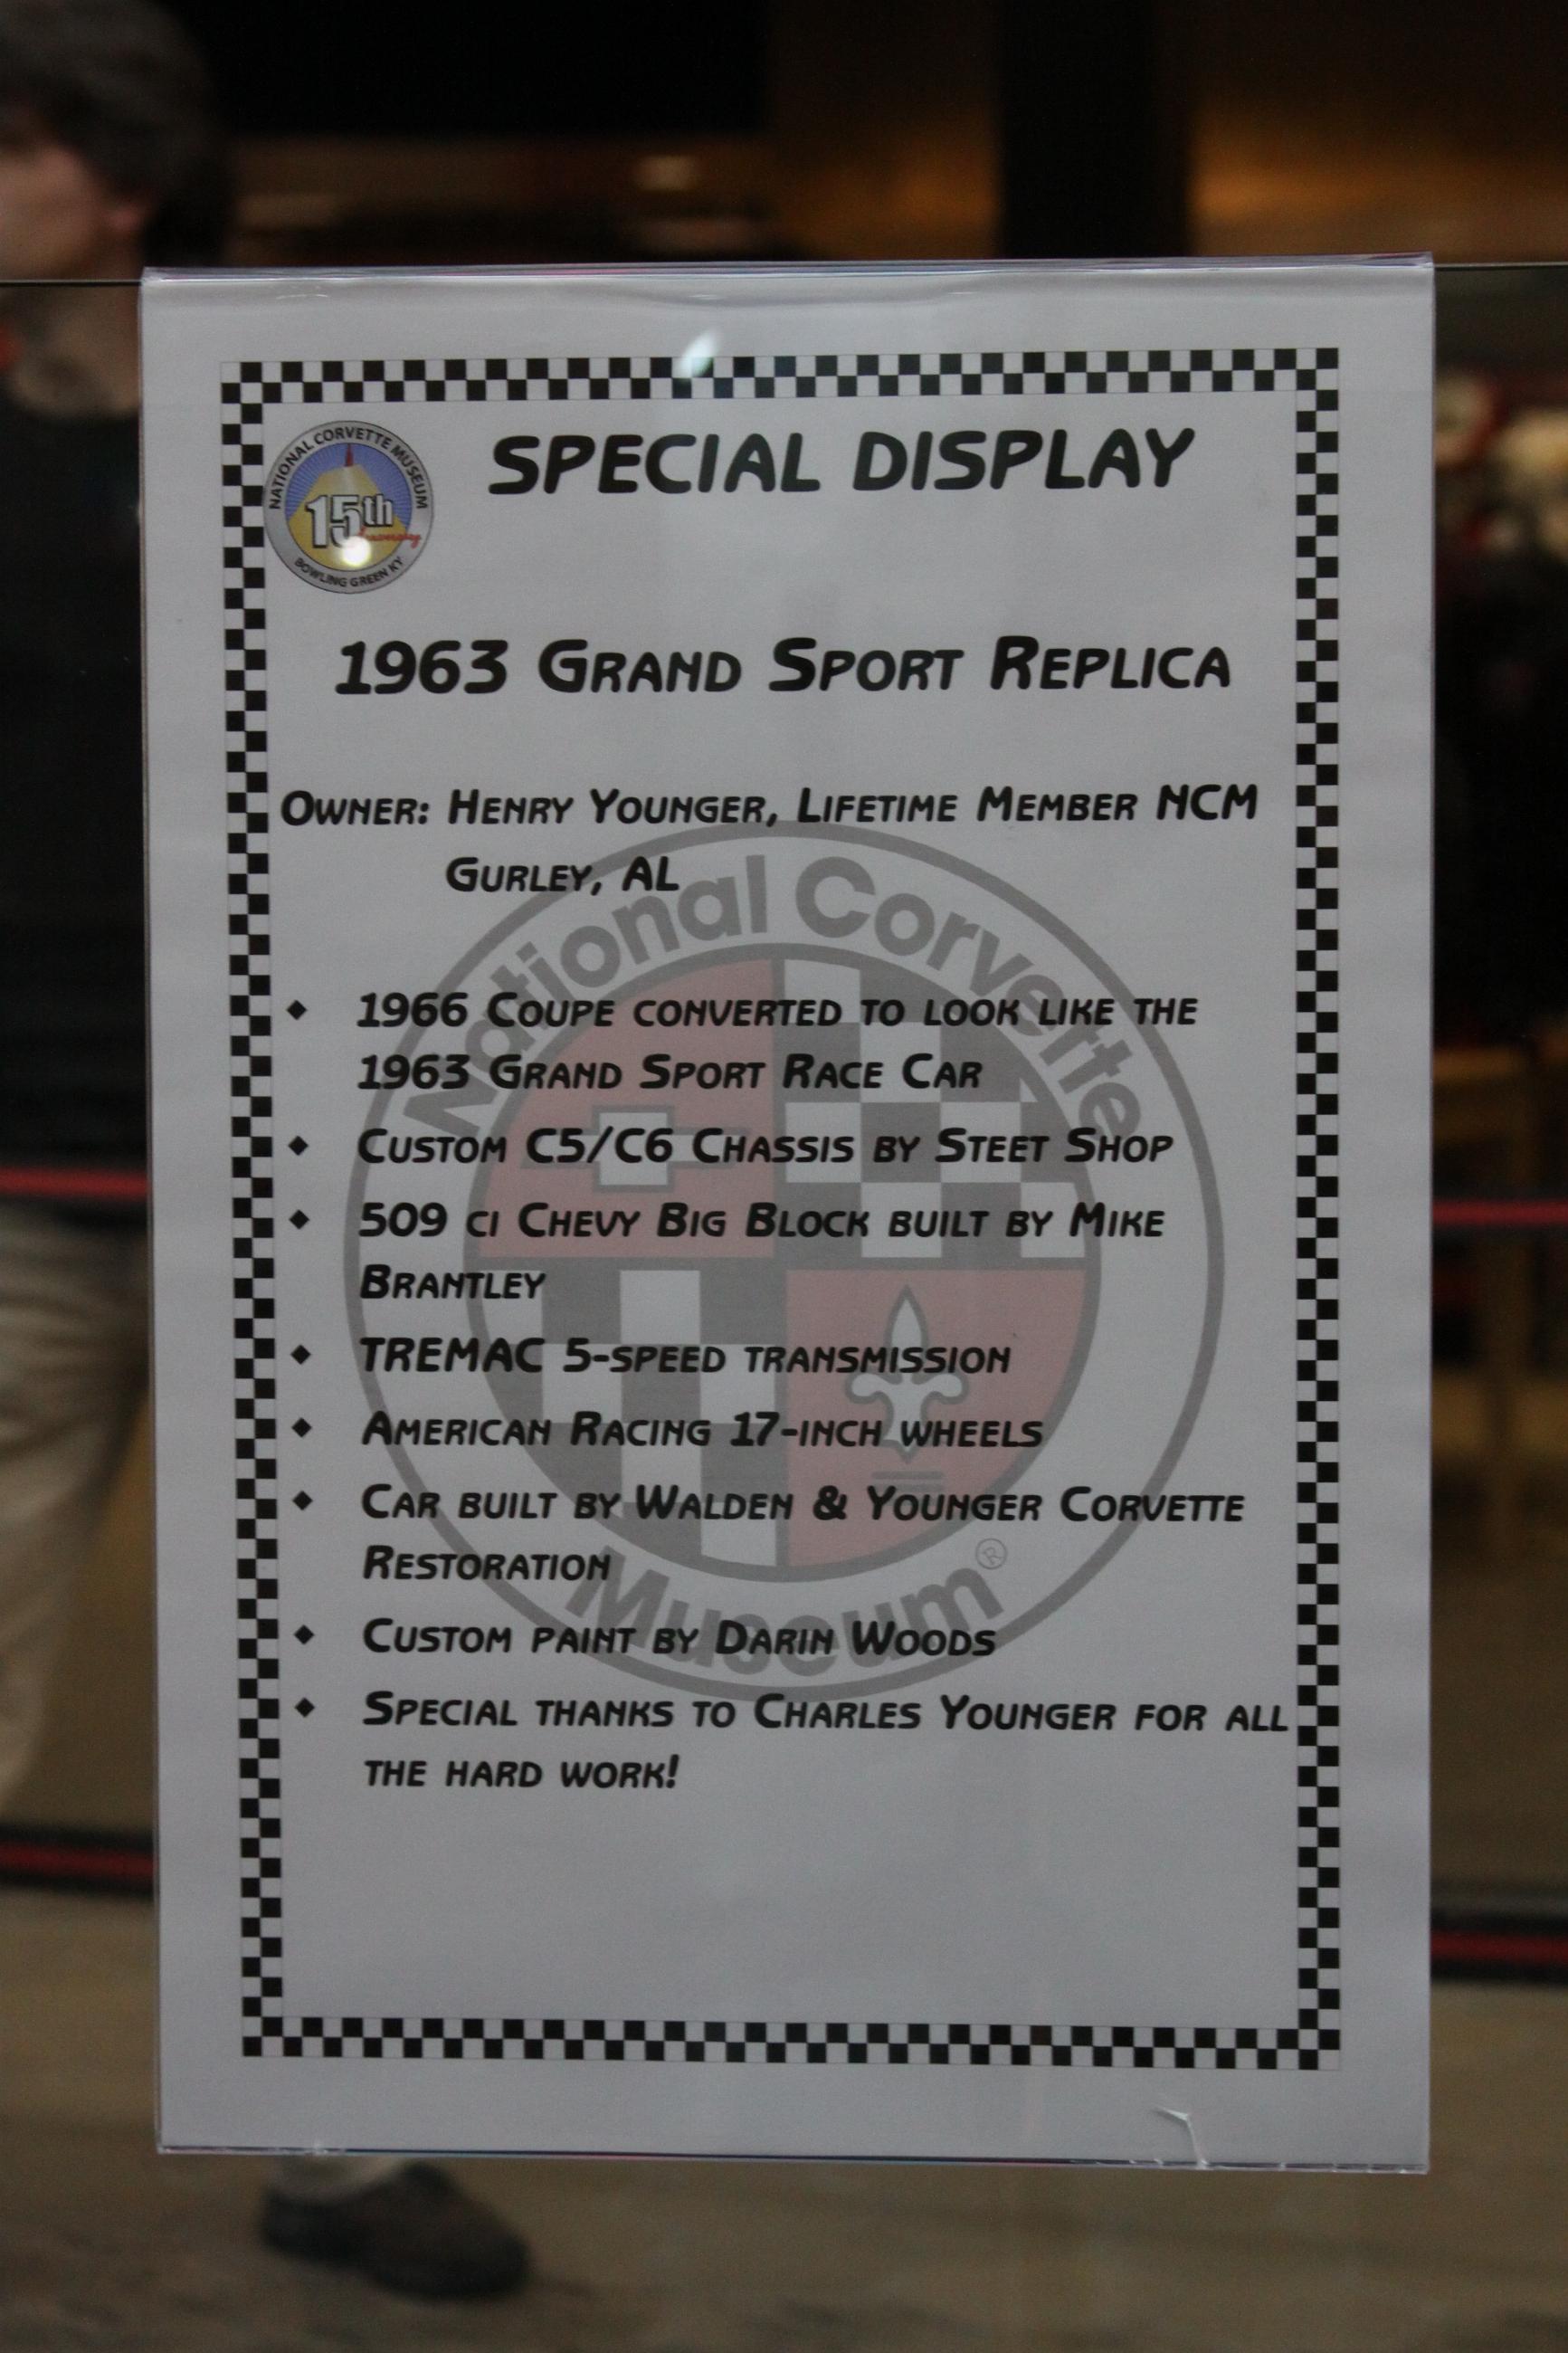 NATIONAL CORVETTE MUSEUM
15th
Anniversary
BOWLING GREEN KY
SPECIAL DISPLAY
1963 GRAND SPORT REPLICA
OWNER: HENRY YOUNGER, LIFETIME MEMBER NCM
GURLEY, AL
National Corvette
◆ 1966 COUPE CONVERTED TO LOOK LIKE THE
1963 GRAND SPORT RACE CAR
◆ CUSTOM C5/C6 CHASSIS BY STEET SHOP
◆ 509 CI CHEVY BIG BLOCK BUILT BY MIKE
BRANTLEY
◆ TREMAC 5-SPEED TRANSMISSION
◆ AMERICAN RACING 17-INCH WHEELS
◆ CAR BUILT BY WALDEN & YOUNGER CORVETTE
RESTORATION
◆ CUSTOM PAINT BY DARIN WOODS
◆ SPECIAL THANKS TO CHARLES YOUNGER FOR ALL
THE HARD WORK!
Museum®